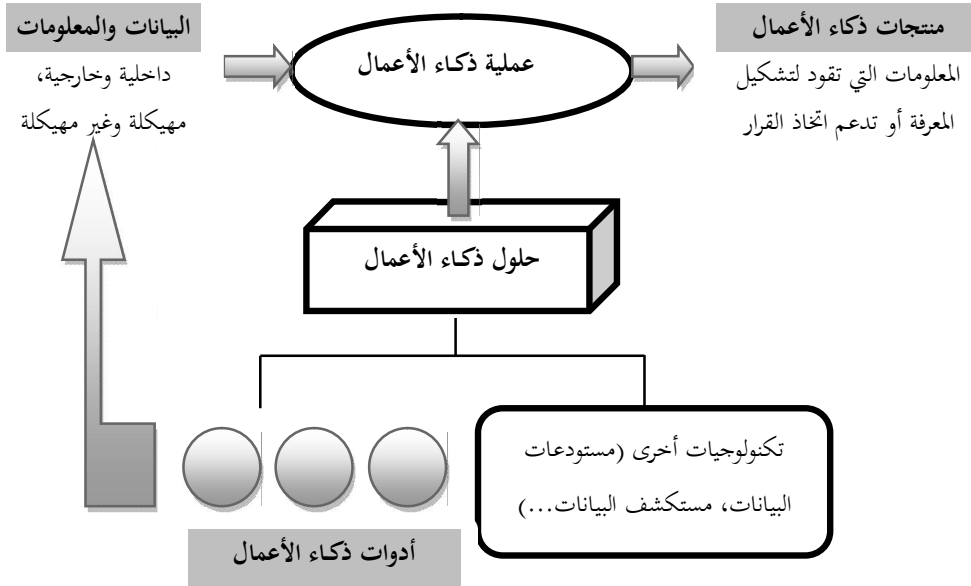 منتجات ذكاء الأعمال
المعلومات التي تقود لتشكيل
المعرفة أو تدعم اتخاذ القرار
عملية ذكاء الأعمال
البيانات والمعلومات
داخلية وخارجية،
مهيكلة وغير مهيكلة
حلول ذكاء الأعمال
تكنولوجيات أخرى (مستودعات
البيانات، مستكشف البيانات...)
أدوات ذكاء الأعمال